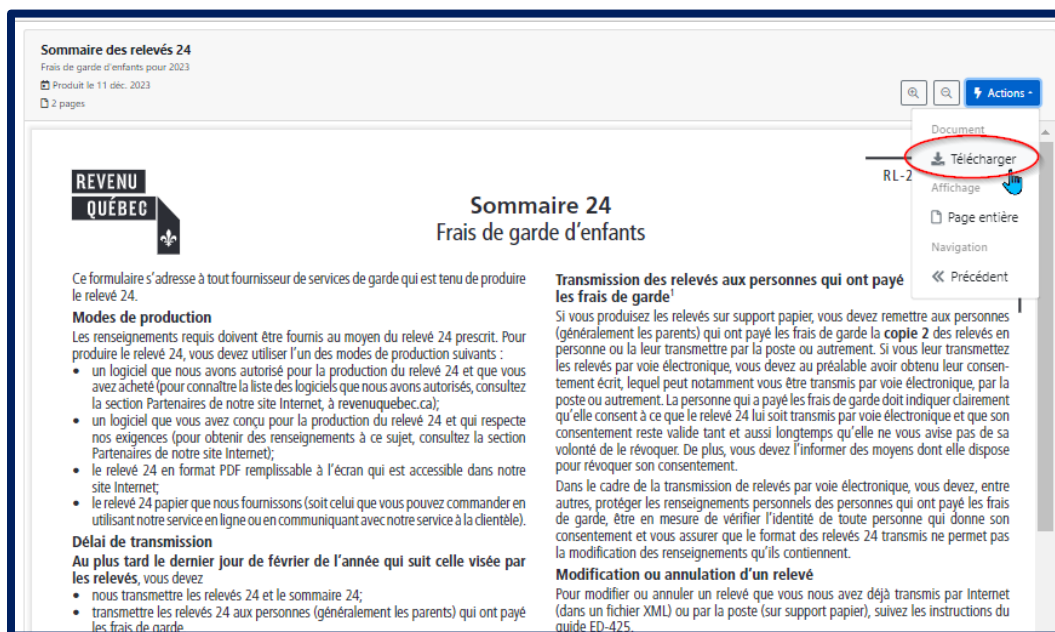 Sommaire des relevés 24
Frais de garde d'enfants pour 2023
Produit le 11 déc. 2023
2 pages
Actions
Document
Télécharger
Affichage
Page entière
Navigation
Précédent
REVENU
QUÉBEC
RL-2
Sommaire 24
Frais de garde d'enfants
Ce formulaire s'adresse à tout fournisseur de services de garde qui est tenu de produire
le relevé 24.
Modes de production
Les renseignements requis doivent être fournis au moyen du relevé 24 prescrit. Pour
produire le relevé 24, vous devez utiliser l'un des modes de production suivants :
• un logiciel que nous avons autorisé pour la production du relevé 24 et que vous
avez acheté (pour connaître la liste des logiciels que nous avons autorisés, consultez
la section Partenaires de notre site Internet, à revenuquebec.ca);
• un logiciel que vous avez conçu pour la production du relevé 24 et qui respecte
nos exigences (pour obtenir des renseignements à ce sujet, consultez la section
Partenaires de notre site Internet);
• le relevé 24 en format PDF remplissable à l'écran qui est accessible dans notre
site Internet;
• le relevé 24 papier que nous fournissons (soit celui que vous pouvez commander en
utilisant notre service en ligne ou en communiquant avec notre service à la clientèle).
Délai de transmission
Au plus tard le dernier jour de février de l'année qui suit celle visée par
les relevés, vous devez
• nous transmettre les relevés 24 et le sommaire 24;
• transmettre les relevés 24 aux personnes (généralement les parents) qui ont payé
les frais de garde
Transmission des relevés aux personnes qui ont payé
les frais de garde1
Si vous produisez les relevés sur support papier, vous devez remettre aux personnes
(généralement les parents) qui ont payé les frais de garde la copie 2 des relevés en
personne ou la leur transmettre par la poste ou autrement. Si vous leur transmettez
les relevés par voie électronique, vous devez au préalable avoir obtenu leur consen-
tement écrit, lequel peut notamment vous être transmis par voie électronique, par la
poste ou autrement. La personne qui a payé les frais de garde doit indiquer clairement
qu'elle consent à ce que le relevé 24 lui soit transmis par voie électronique et que son
consentement reste valide tant et aussi longtemps qu'elle ne vous avise pas de sa
volonté de le révoquer. De plus, vous devez l'informer des moyens dont elle dispose
pour révoquer son consentement.
Dans le cadre de la transmission de relevés par voie électronique, vous devez, entre
autres, protéger les renseignements personnels des personnes qui ont payé les frais
de garde, être en mesure de vérifier l'identité de toute personne qui donne son
consentement et vous assurer que le format des relevés 24 transmis ne permet pas
la modification des renseignements qu'ils contiennent.
Modification ou annulation d'un relevé
Pour modifier ou annuler un relevé que vous nous avez déjà transmis par Internet
(dans un fichier XML) ou par la poste (sur support papier), suivez les instructions du
guide ED-425.